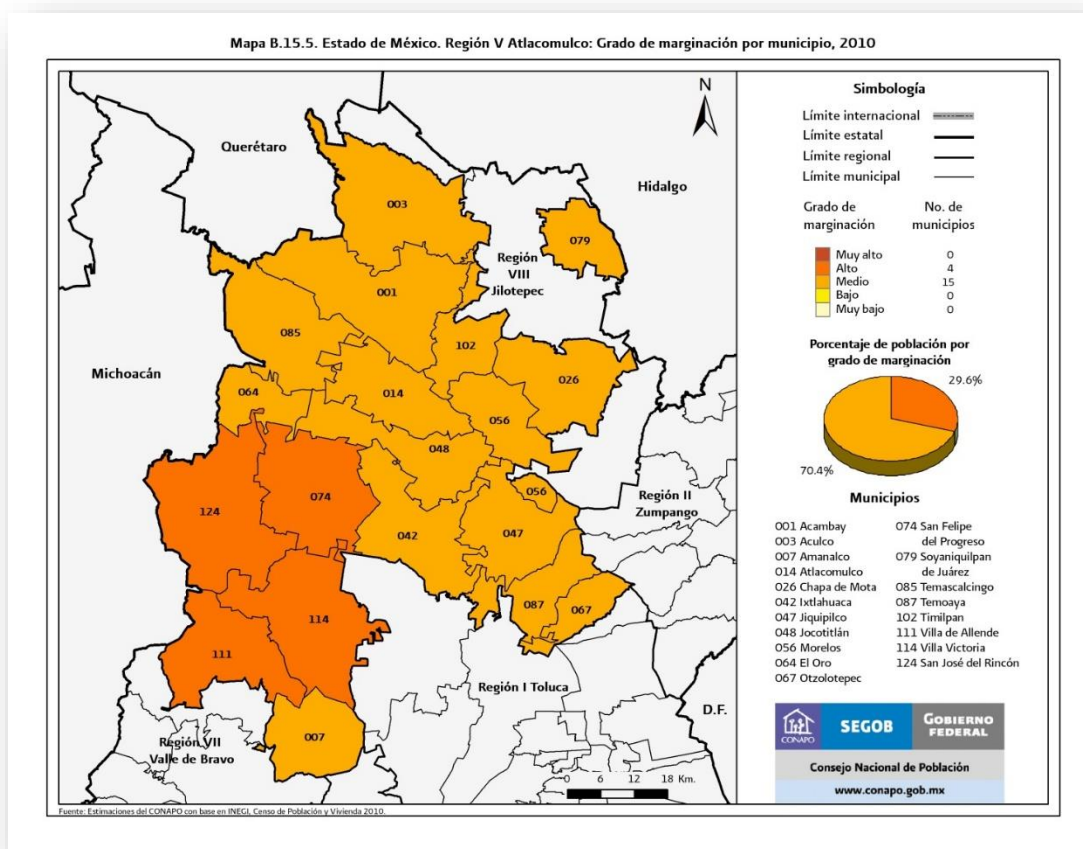 Mapa B.15.5. Estado de México. Región V Atlacomulco: Grado de marginación por municipio, 2010
N
Querétaro
Hidalgo
003
079
Región
VIII
Jilotepec
001
085
102
Michoacán
026
064
014
056
048
074
056
Región II
Zumpango
124
042
047
087
067
114
111
Región I Toluca
D.F.
007
Región VII
Valle de Bravo
0 6 12 18 Km.
Simbología
Límite internacional
Límite estatal
Límite regional
Límite municipal
Grado de No. de
marginación municipios
Muy alto 0
Alto 4
Medio 15
Bajo 0
Muy bajo 0
Porcentaje de población por
grado de marginación
29.6%
70.4%
Municipios
001 Acambay
003 Aculco
007 Amanalco
014 Atlacomulco
026 Chapa de Mota
042 Ixtlahuaca
047 Jiquipilco
048 Jocotitlán
056 Morelos
064 El Oro
067 Otzolotepec
074 San Felipe
del Progreso
079 Soyaniquilpan
de Juárez
085 Temascalcingo
087 Temoaya
102 Timilpan
111 Villa de Allende
114 Villa Victoria
124 San José del Rincón
CONAPO
SEGOB
GOBIERNO
FEDERAL
Consejo Nacional de Población
www.conapo.gob.mx
Fuente: Estimaciones del CONAPO con base en INEGI, Censo de Población y Vivienda 2010.